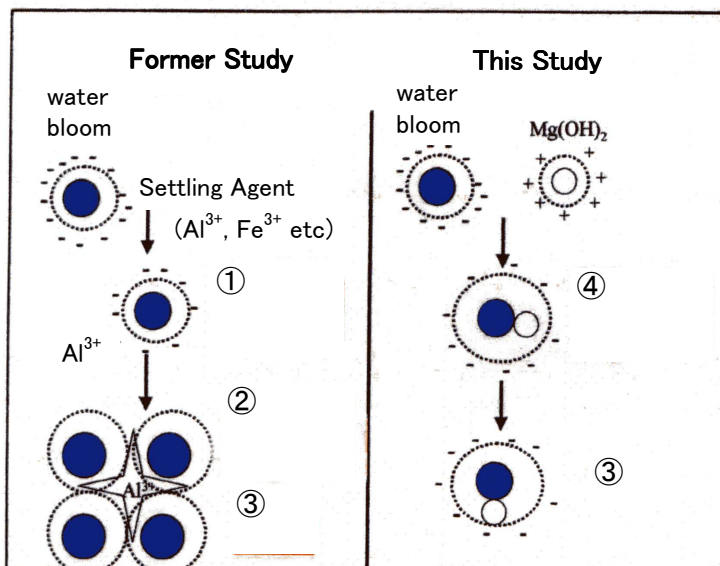 Former Study
water
bloom
Settling Agent
(Al³⁺, Fe³⁺ etc)
①
Al³⁺
②
Al³⁺
③
This Study
water
bloom
Mg(OH)₂
④
③